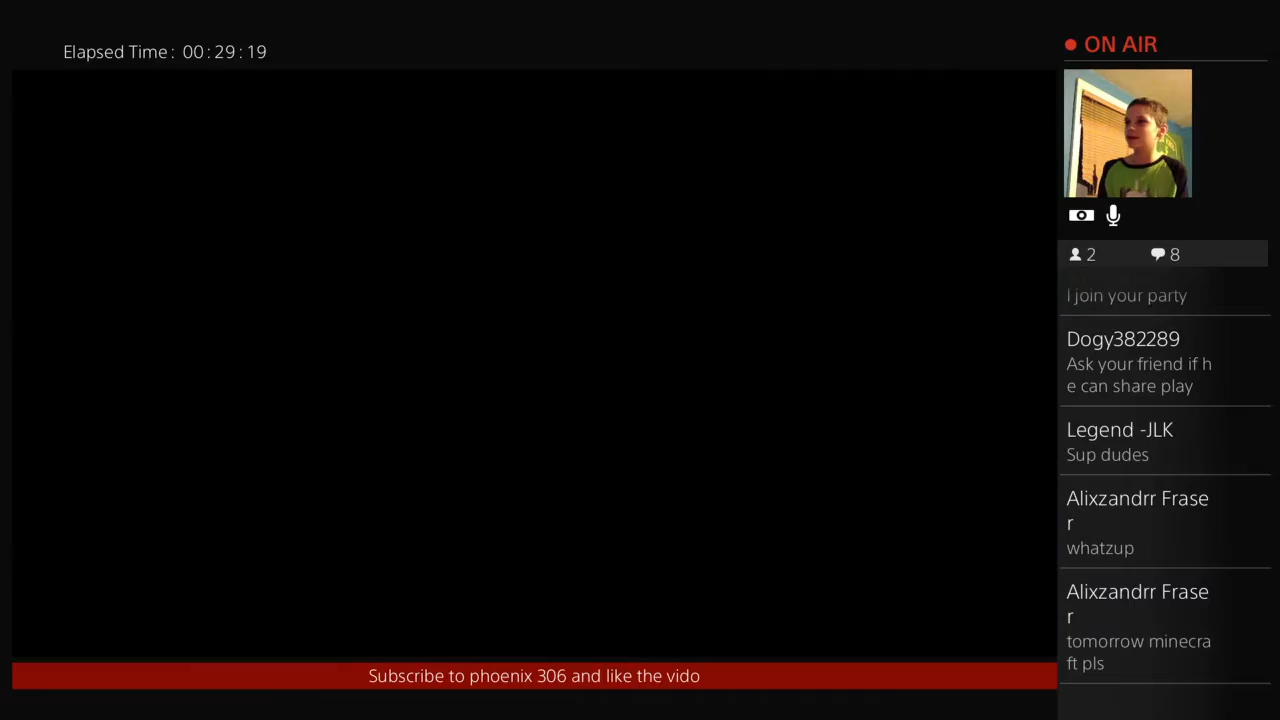 Elapsed Time: 00:29:19
ON AIR
2 8
I join your party
Dogy382289
Ask your friend if h
e can share play
Legend -JLK
Sup dudes
Alixzandrr Frase
r
whatzup
Alixzandrr Frase
r
tomorrow minecra
ft pls
Subscribe to phoenix 306 and like the vido